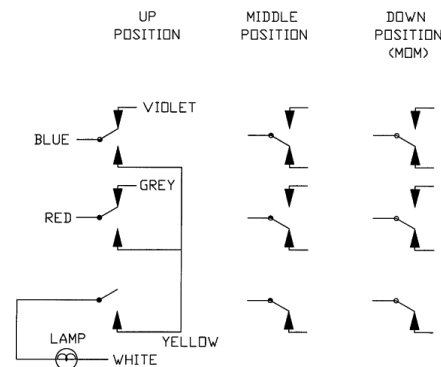 UP POSITION
MIDDLE POSITION
DOWN POSITION (MOM)
VIOLET
BLUE
GREY
RED
LAMP
YELLOW
WHITE